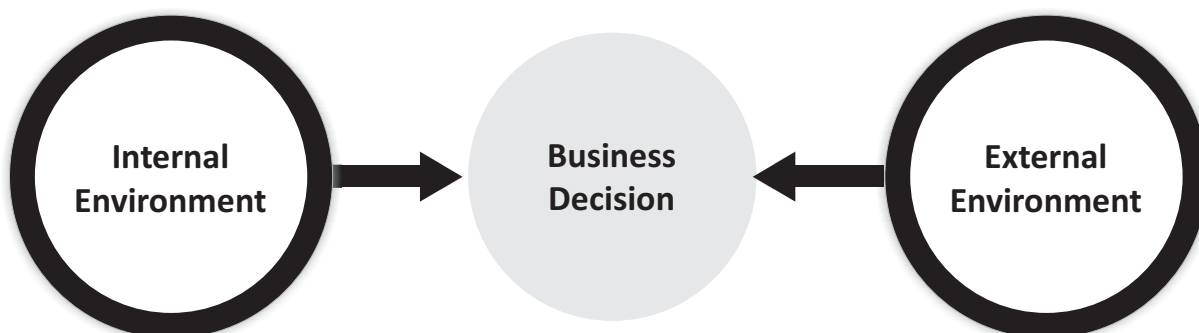 Internal
Environment
Business
Decision
External
Environment